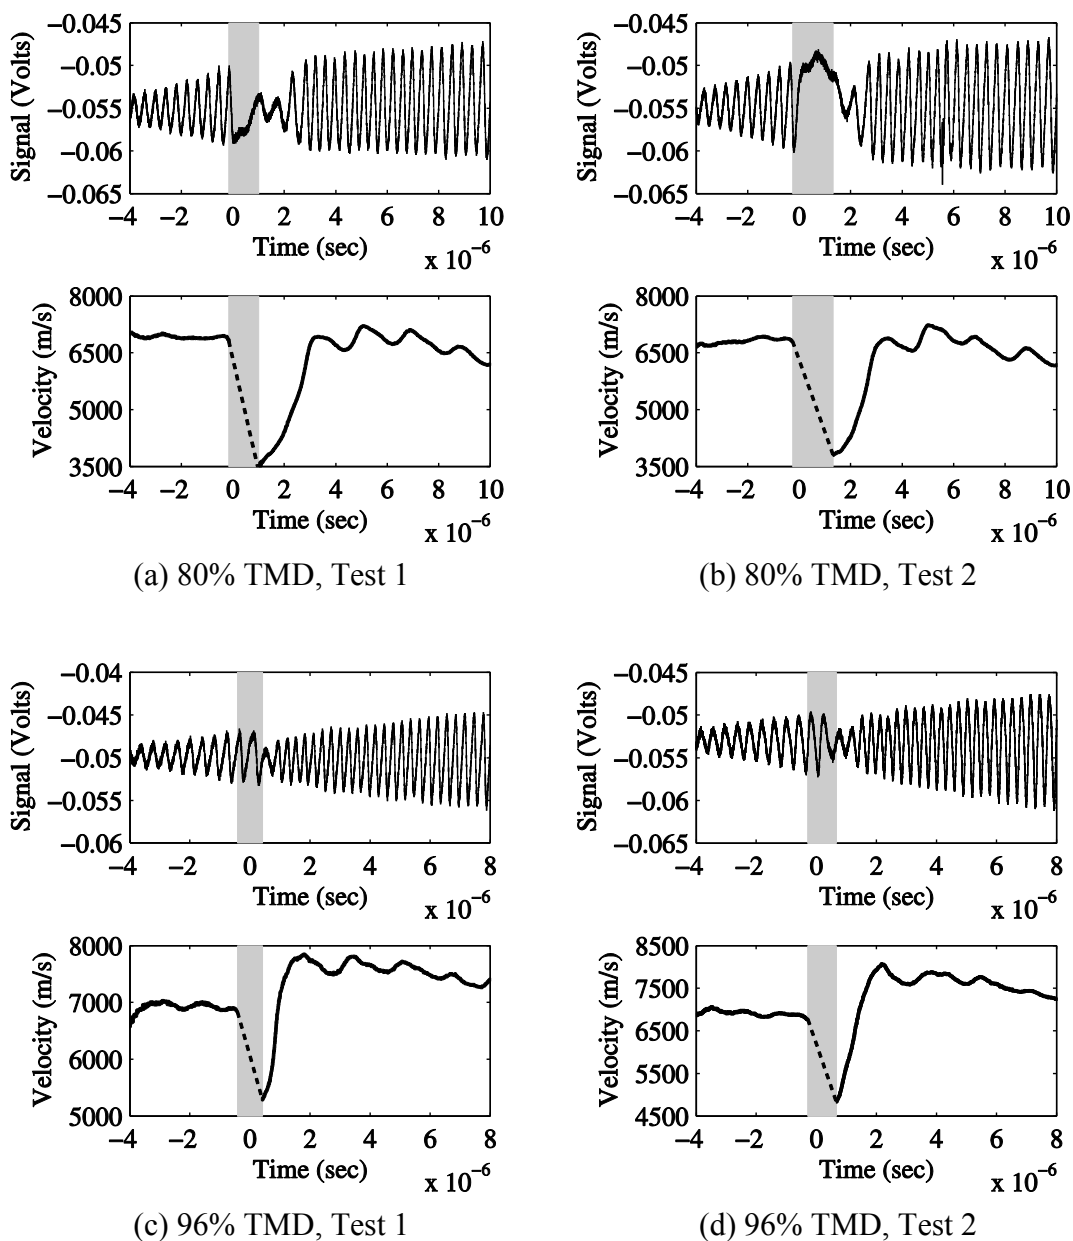 −0.045 −0.05 −0.055 −0.06 −0.065
Signal (Volts)
−4 −2 0 2 4 6 8 10
Time (sec)
x 10⁻⁶
−0.045 −0.05 −0.055 −0.06 −0.065
Signal (Volts)
−4 −2 0 2 4 6 8 10
Time (sec)
x 10⁻⁶
8000 6500 5000 3500
Velocity (m/s)
−4 −2 0 2 4 6 8 10
Time (sec)
x 10⁻⁶
8000 6500 5000 3500
Velocity (m/s)
−4 −2 0 2 4 6 8 10
Time (sec)
x 10⁻⁶
(a) 80% TMD, Test 1
(b) 80% TMD, Test 2
−0.04 −0.045 −0.05 −0.055 −0.06
Signal (Volts)
−4 −2 0 2 4 6 8
Time (sec)
x 10⁻⁶
−0.045 −0.05 −0.055 −0.06 −0.065
Signal (Volts)
−4 −2 0 2 4 6 8
Time (sec)
x 10⁻⁶
8000 7000 6000 5000
Velocity (m/s)
−4 −2 0 2 4 6 8
Time (sec)
x 10⁻⁶
8500 7500 6500 5500 4500
Velocity (m/s)
−4 −2 0 2 4 6 8
Time (sec)
x 10⁻⁶
(c) 96% TMD, Test 1
(d) 96% TMD, Test 2